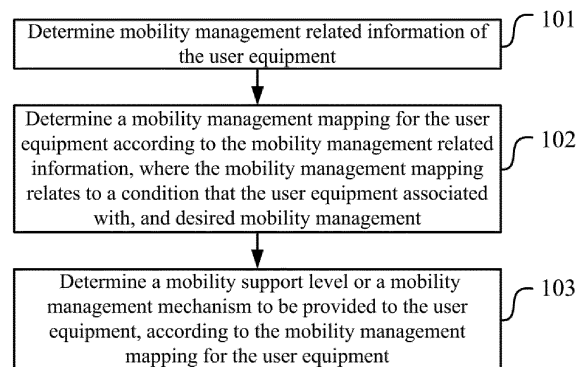 Determine mobility management related information of
the user equipment
101
Determine a mobility management mapping for the user
equipment according to the mobility management related
information, where the mobility management mapping
relates to a condition that the user equipment associated
with, and desired mobility management
102
Determine a mobility support level or a mobility
management mechanism to be provided to the user
equipment, according to the mobility management
mapping for the user equipment
103